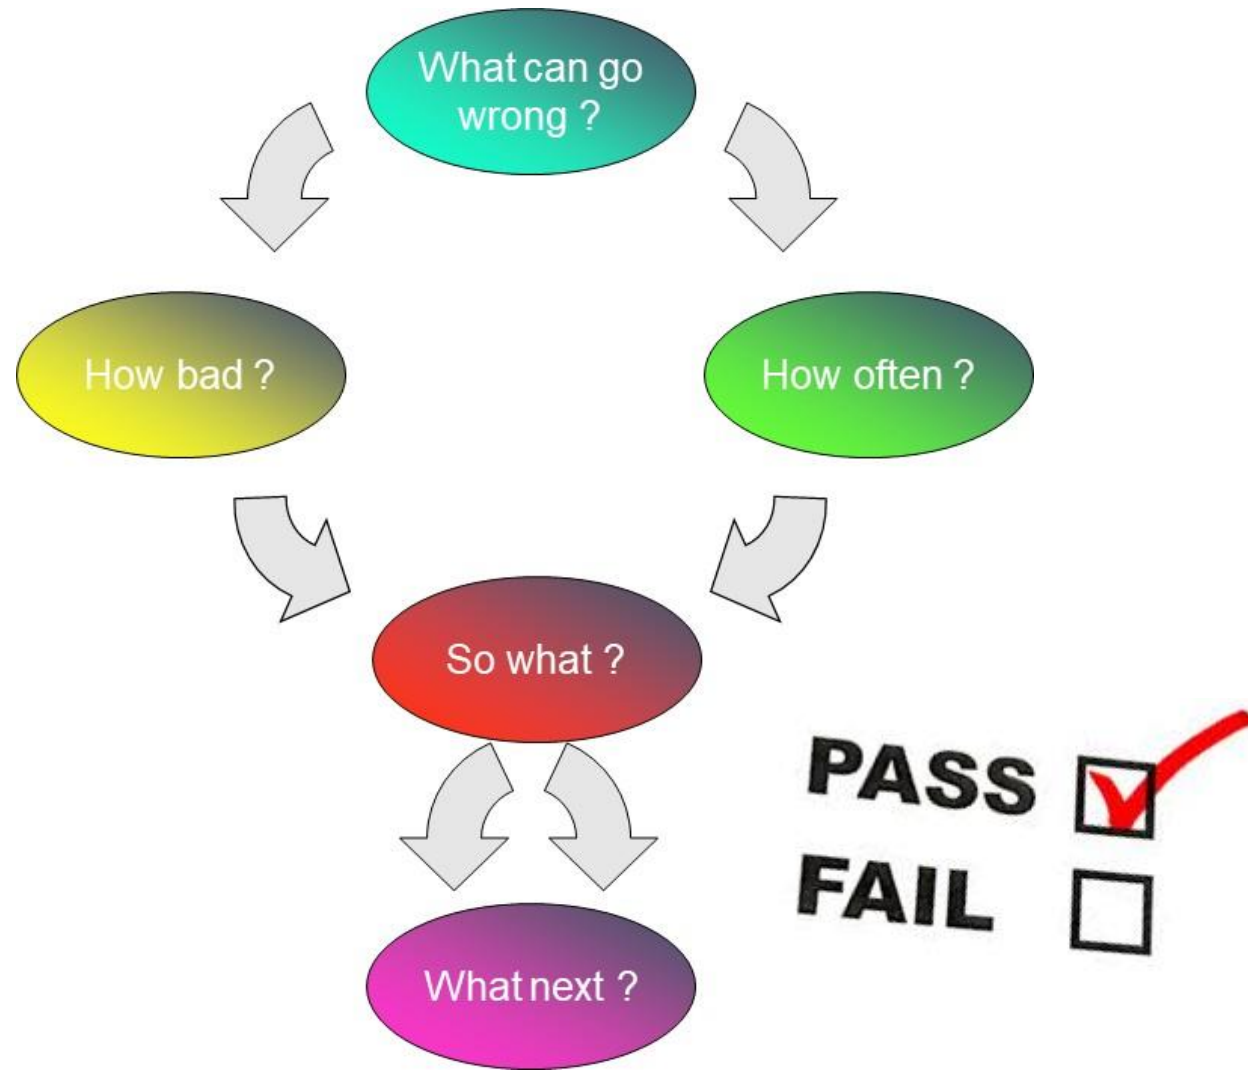 What can go
wrong ?
How bad ?
How often ?
So what ?
PASS
FAIL
What next ?